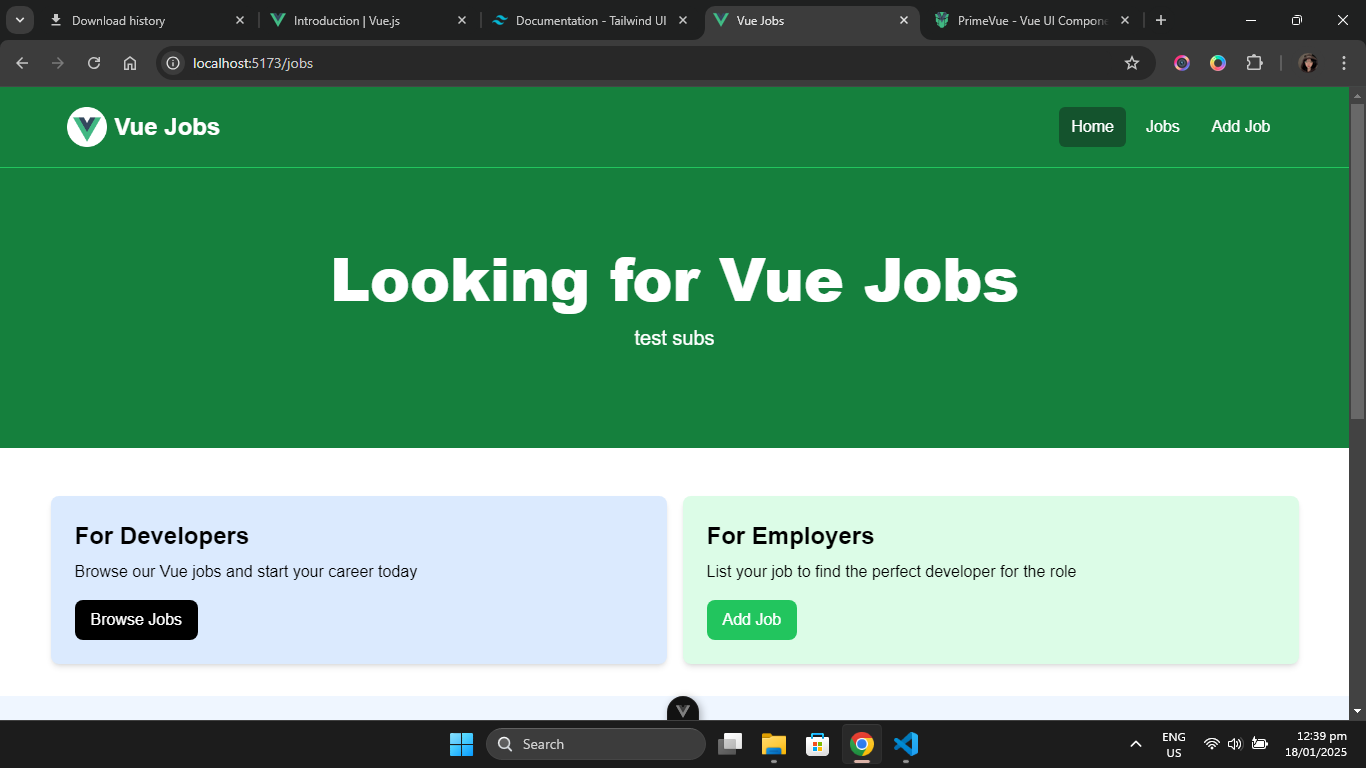 Download history
Introduction | Vue.js
Documentation - Tailwind UI
Vue Jobs
PrimeVue - Vue UI Compone
localhost:5173/jobs
Vue Jobs
Home
Jobs
Add Job
Looking for Vue Jobs
test subs
For Developers
Browse our Vue jobs and start your career today
Browse Jobs
For Employers
List your job to find the perfect developer for the role
Add Job
Search
ENG
US
12:39 pm
18/01/2025